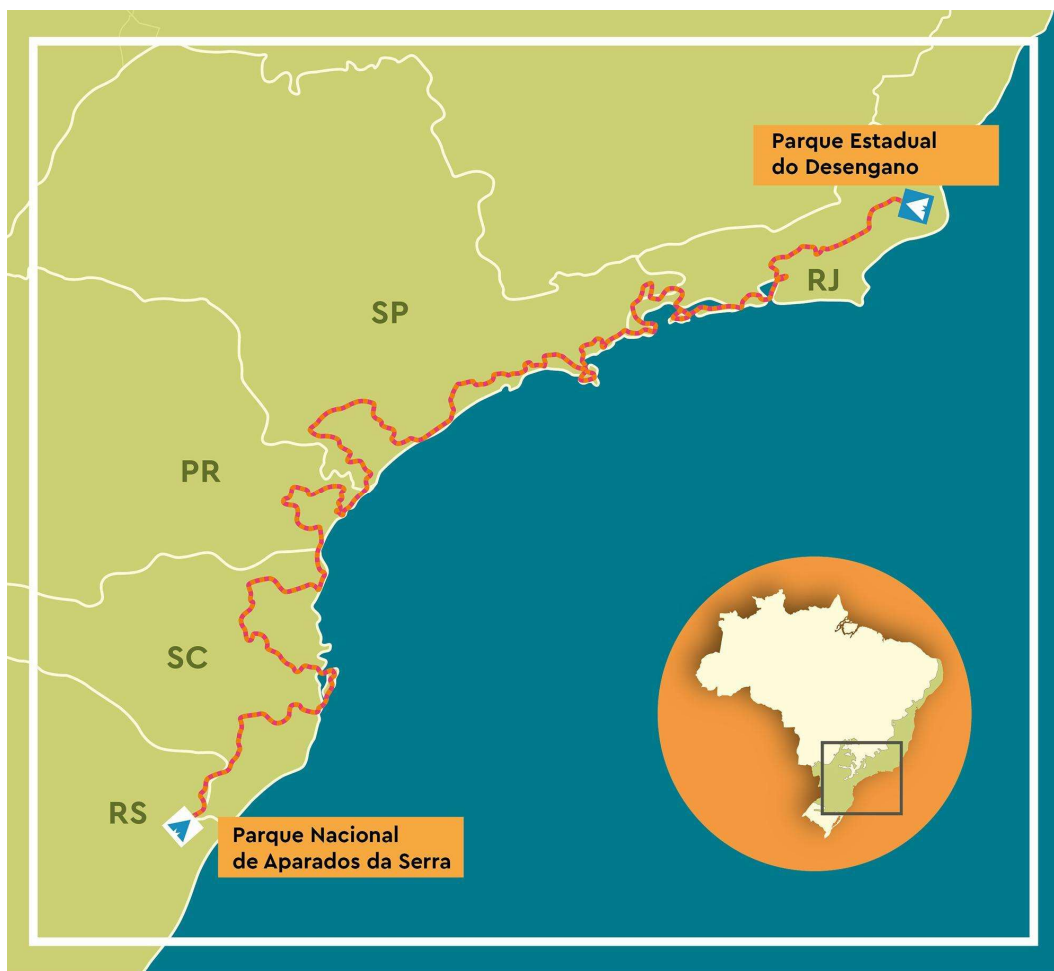 Parque Estadual
do Desengano
RJ
SP
PR
SC
RS
Parque Nacional
de Aparados da Serra